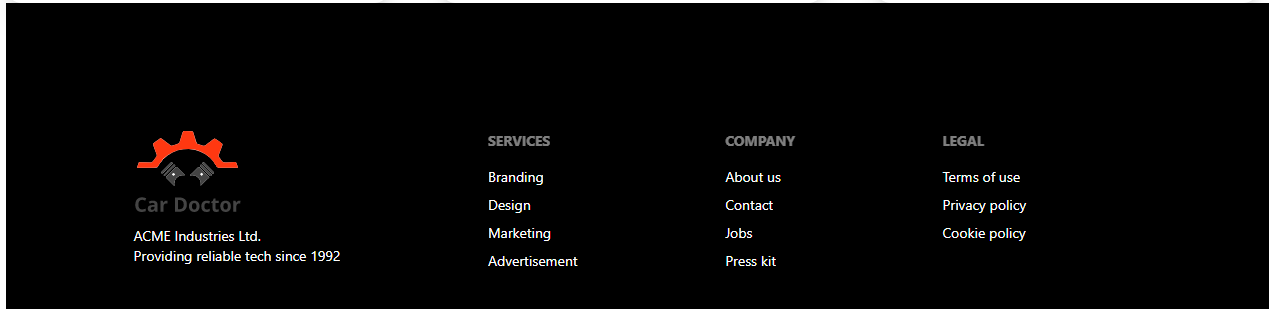 Car Doctor
ACME Industries Ltd.
Providing reliable tech since 1992
SERVICES
Branding
Design
Marketing
Advertisement
COMPANY
About us
Contact
Jobs
Press kit
LEGAL
Terms of use
Privacy policy
Cookie policy